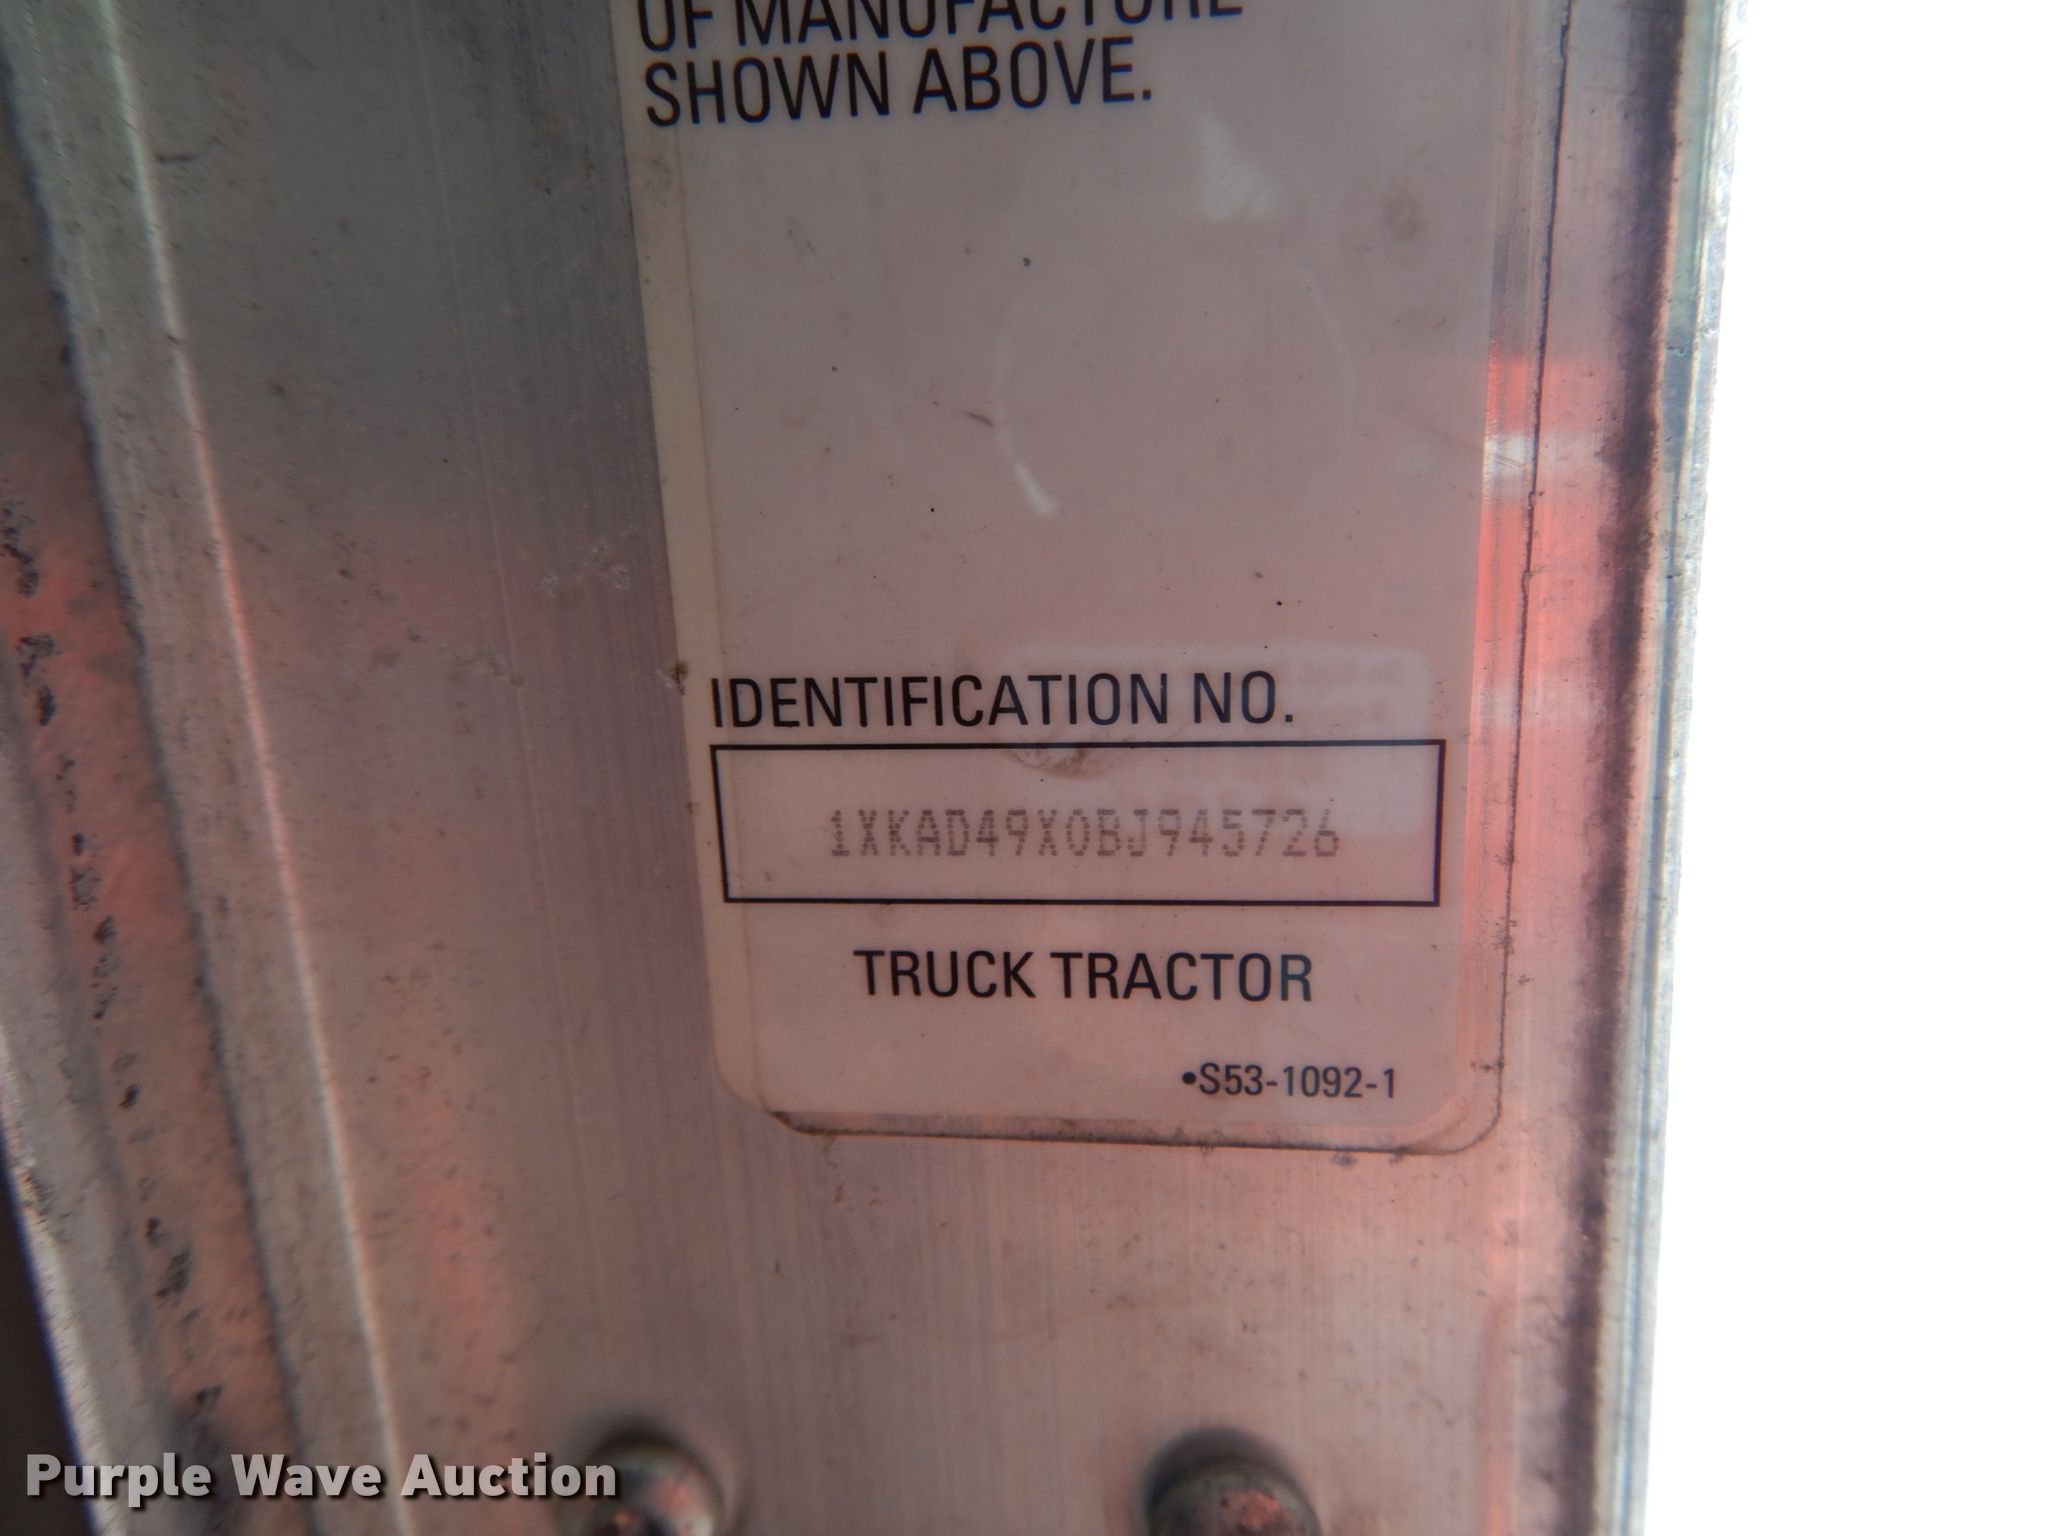 OF MANUFACTURE
SHOWN ABOVE.
IDENTIFICATION NO.
1XKAD49X0BJ945726
TRUCK TRACTOR
•S53-1092-1
Purple Wave Auction